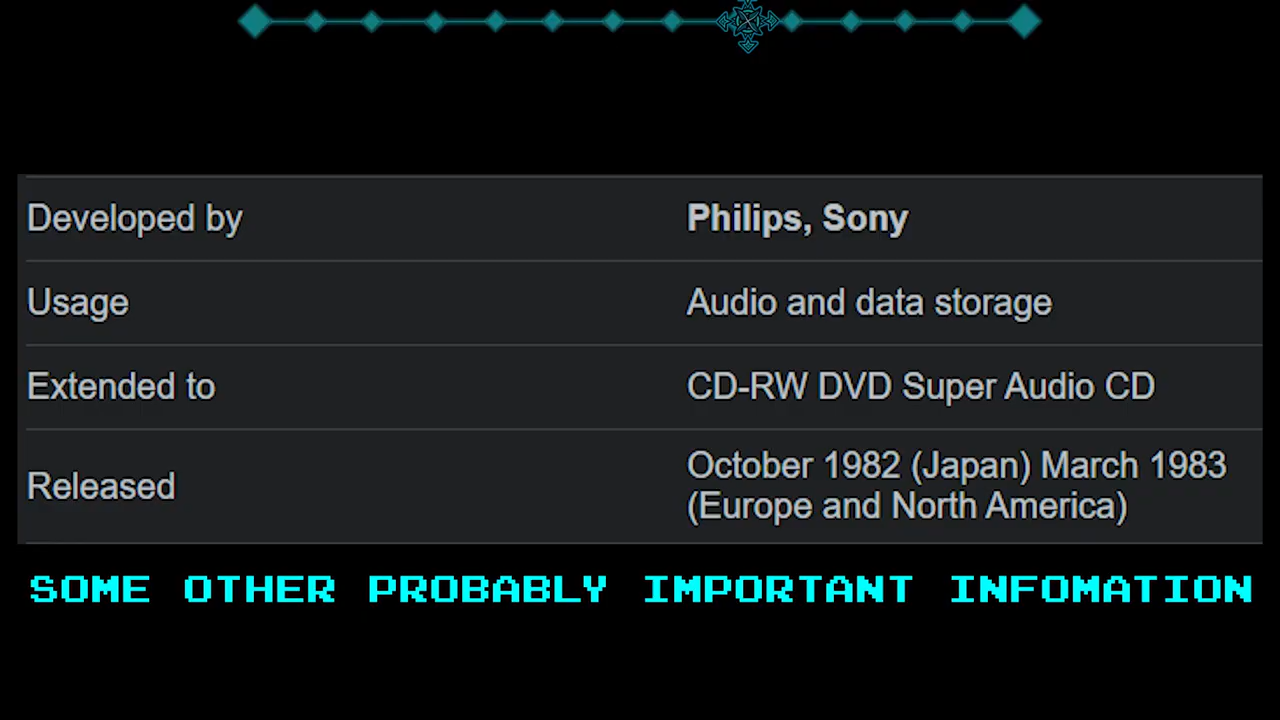 Developed by Philips, Sony
Usage Audio and data storage
Extended to CD-RW DVD Super Audio CD
Released October 1982 (Japan) March 1983
(Europe and North America)
SOME OTHER PROBABLY IMPORTANT INFOMATION